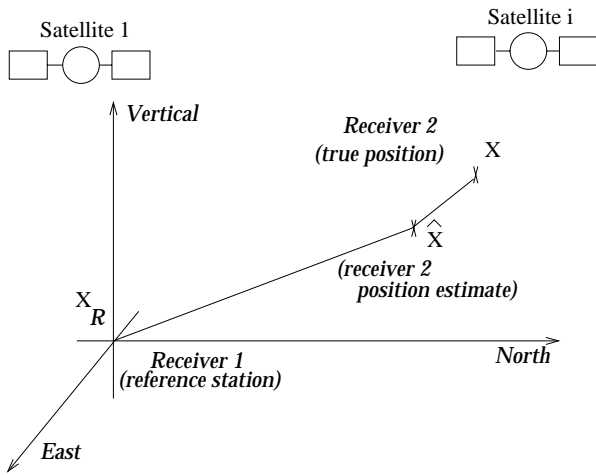 Satellite 1
Satellite i
Vertical
Receiver 2
(true position)
X
^
X
(receiver 2
position estimate)
X
R
Receiver 1
(reference station)
North
East